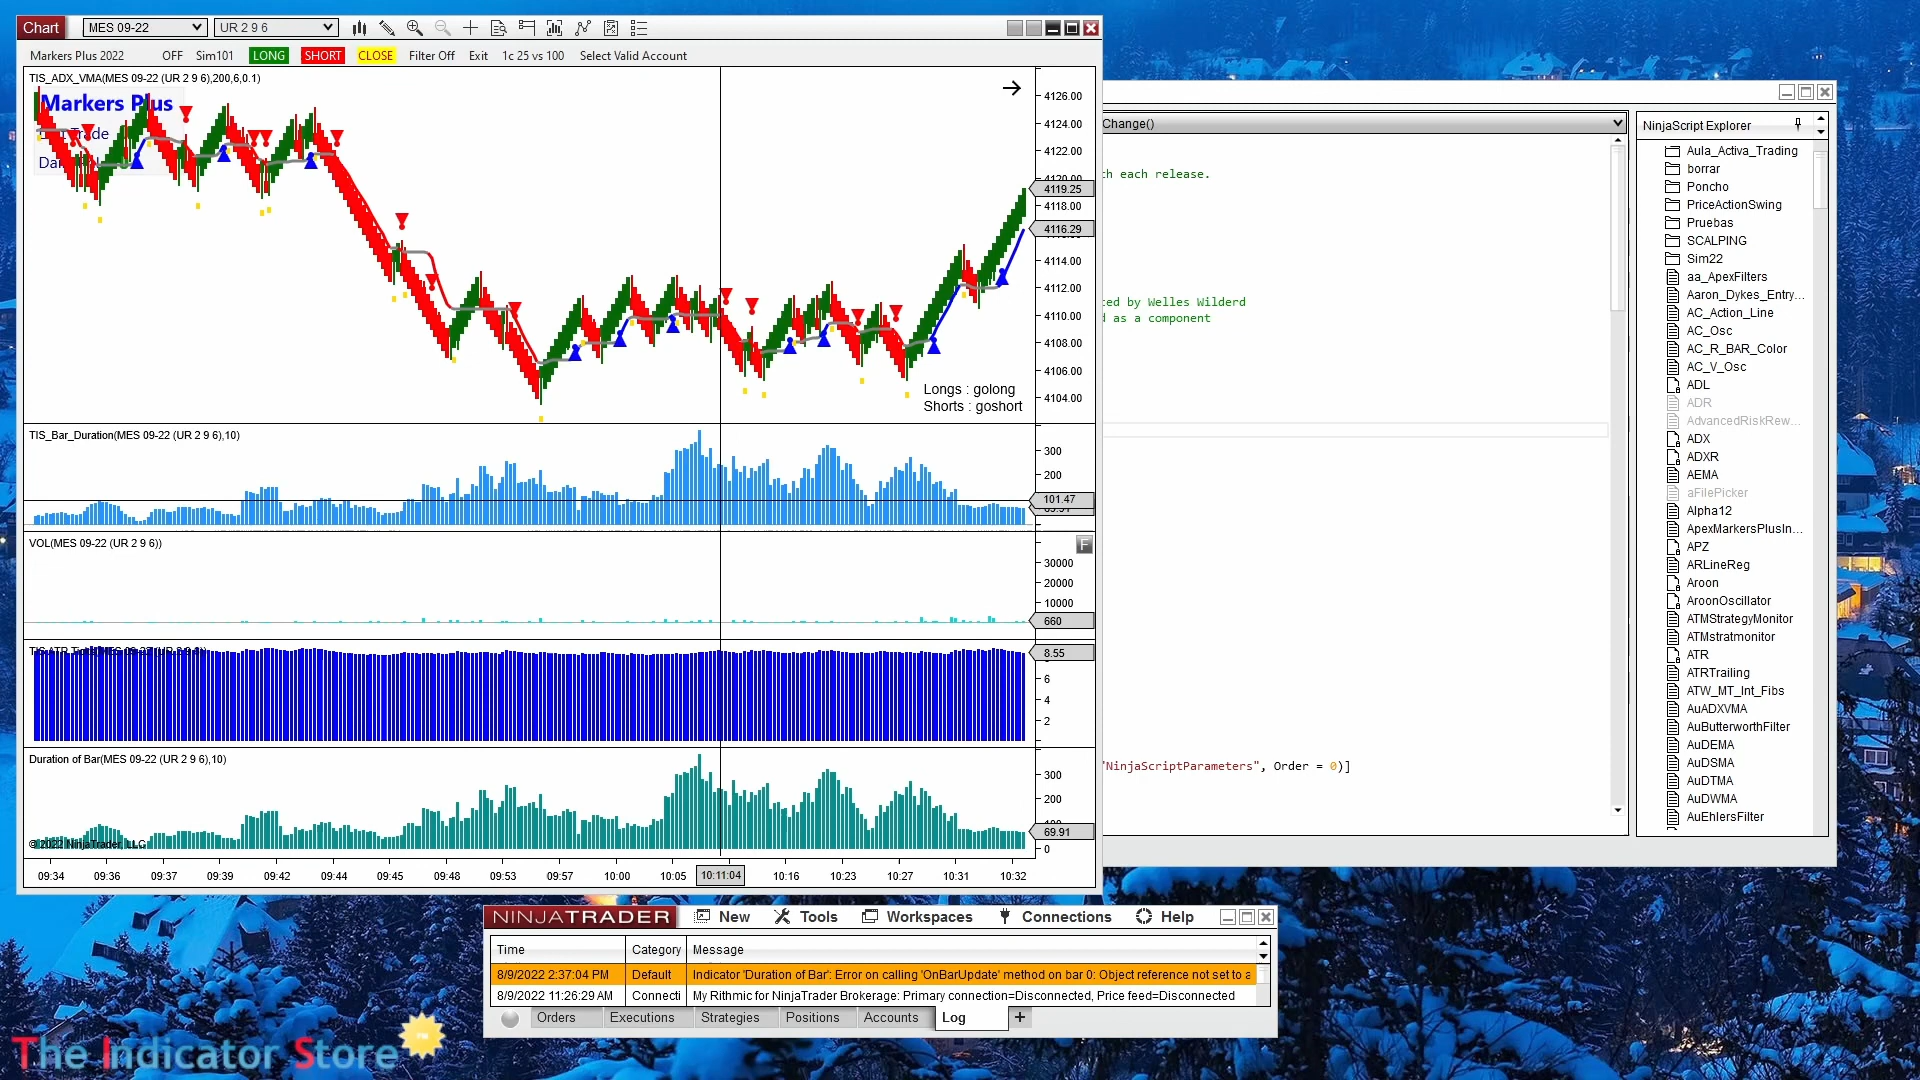 Chart
MES 09-22
UR 2 9 6
Markers Plus 2022
OFF
Sim101
LONG
SHORT
CLOSE
Filter Off
Exit
1c 25 vs 100
Select Valid Account
TIS_ADX_VMA(MES 09-22 (UR 2 9 6),200,6,0.1)
Markers Plus
Trade
4126.00
4124.00
4122.00
4120.00
4119.25
4118.00
4116.29
4114.00
4112.00
4110.00
4108.00
4106.00
4104.00
Longs : golong
Shorts : goshort
TIS_Bar_Duration(MES 09-22 (UR 2 9 6),10)
300
200
101.47
VOL(MES 09-22 (UR 2 9 6))
F
30000
20000
10000
660
8.55
6
4
2
Duration of Bar(MES 09-22 (UR 2 9 6),10)
300
200
69.91
0
© 2022 NinjaTrader, LLC
09:34 09:36 09:37 09:39 09:42 09:44 09:45 09:48 09:53 09:57 10:00 10:05 10:11:04 10:16 10:23 10:27 10:31 10:32
Change()
th each release.
ted by Welles Wilderd
d as a component
"NinjaScriptParameters", Order = 0)]
NinjaScript Explorer
Aula_Activa_Trading
borrar
Poncho
PriceActionSwing
Pruebas
SCALPING
Sim22
aa_ApexFilters
Aaron_Dykes_Entry...
AC_Action_Line
AC_Osc
AC_R_BAR_Color
AC_V_Osc
ADL
ADR
AdvancedRiskRew...
ADX
ADXR
AEMA
aFilePicker
Alpha12
ApexMarkersPlusIn...
APZ
ARLineReg
Aroon
AroonOscillator
ATMStrategyMonitor
ATMstratmonitor
ATR
ATRTrailing
ATW_MT_Int_Fibs
AuADXVMA
AuButterworthFilter
AuDEMA
AuDSMA
AuDTMA
AuDWMA
AuEhlersFilter
NINJATRADER
New
Tools
Workspaces
Connections
Help
Time Category Message
8/9/2022 2:37:04 PM Default Indicator 'Duration of Bar': Error on calling 'OnBarUpdate' method on bar 0: Object reference not set to a
8/9/2022 11:26:29 AM Connecti My Rithmic for NinjaTrader Brokerage: Primary connection=Disconnected, Price feed=Disconnected
Orders Executions Strategies Positions Accounts Log +
The Indicator Store